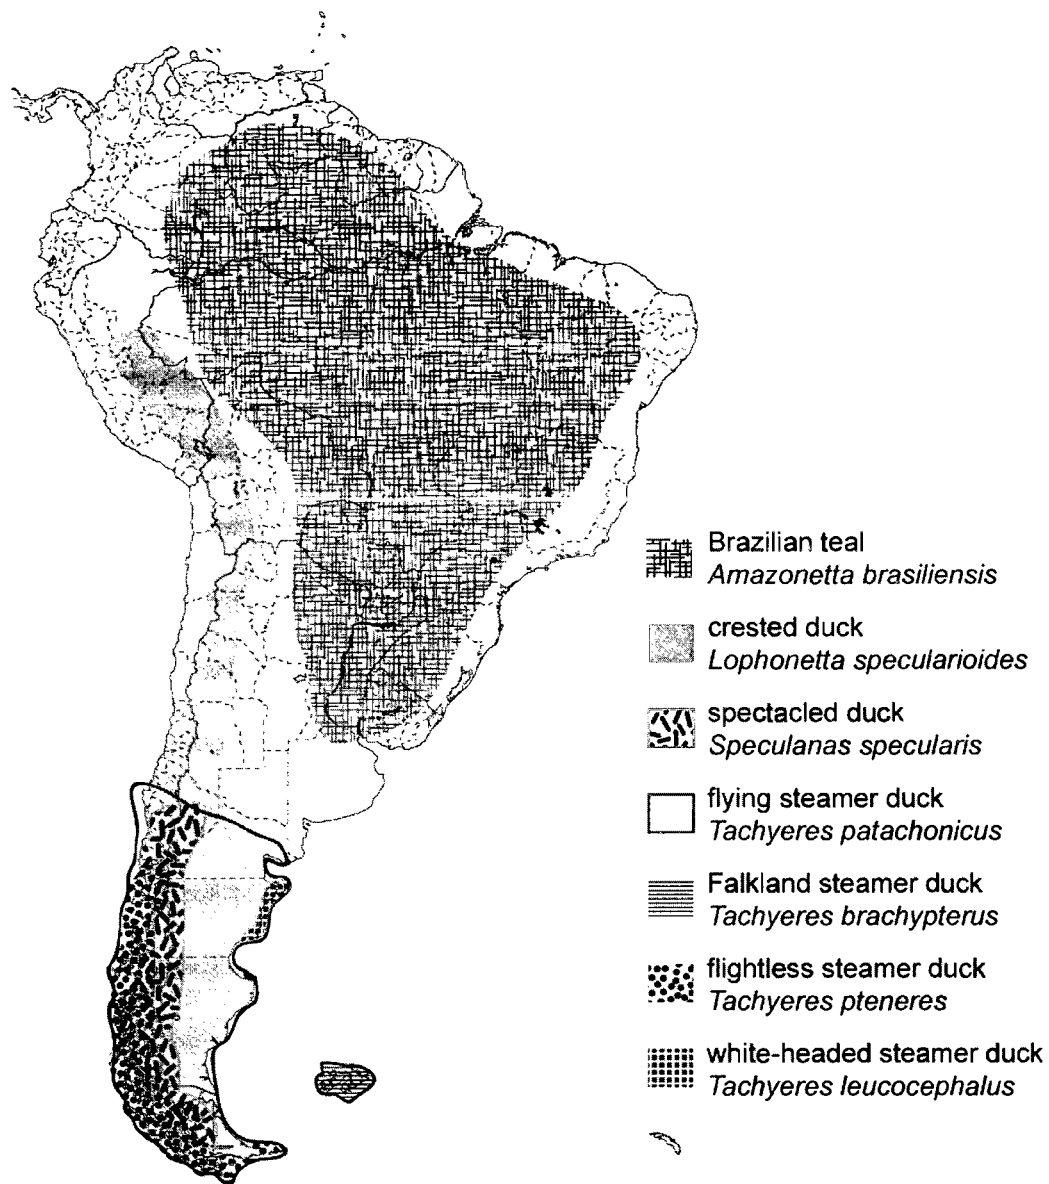 Brazilian teal
Amazonetta brasiliensis
crested duck
Lophonetta specularioides
spectacled duck
Speculanas specularis
flying steamer duck
Tachyeres patachonicus
Falkland steamer duck
Tachyeres brachypterus
flightless steamer duck
Tachyeres pteneres
white-headed steamer duck
Tachyeres leucocephalus